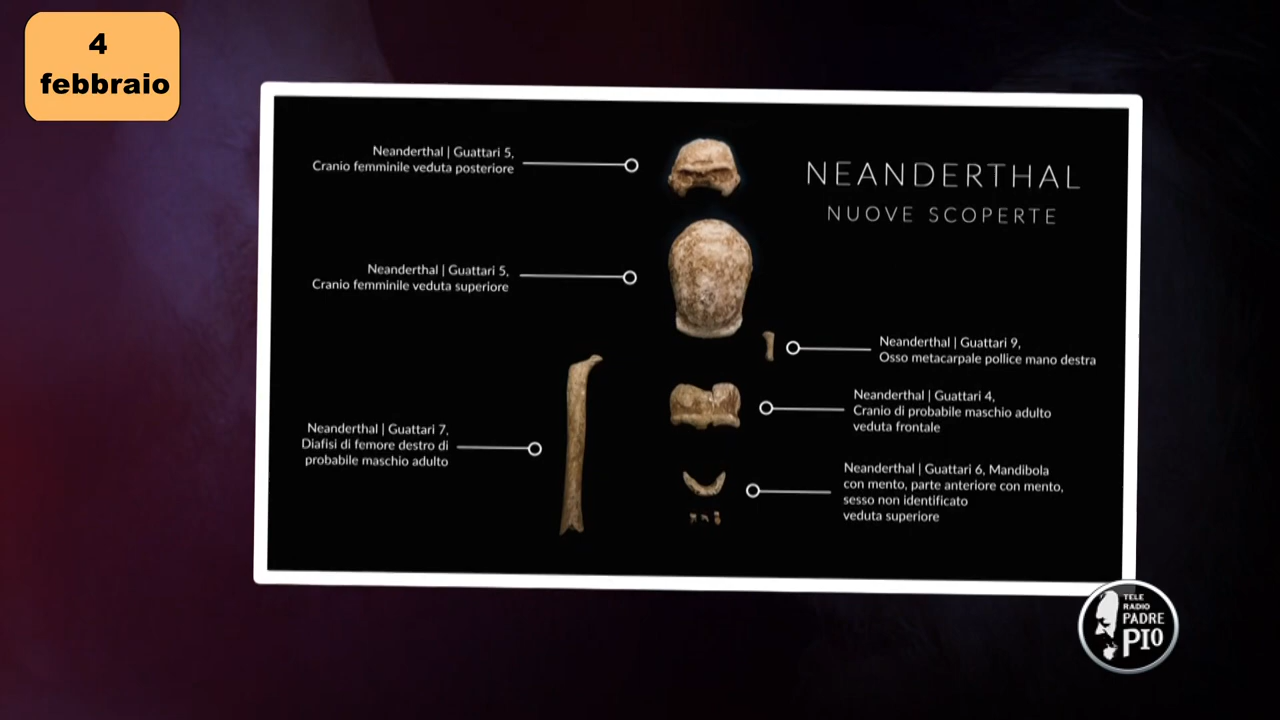 4
febbraio
Neanderthal | Guattari 5,
Cranio femminile veduta posteriore
NEANDERTHAL
NUOVE SCOPERTE
Neanderthal | Guattari 5,
Cranio femminile veduta superiore
Neanderthal | Guattari 9,
Osso metacarpale pollice mano destra
Neanderthal | Guattari 4,
Cranio di probabile maschio adulto
veduta frontale
Neanderthal | Guattari 7,
Diafisi di femore destro di
probabile maschio adulto
Neanderthal | Guattari 6, Mandibola
con mento, parte anteriore con mento,
sesso non identificato
veduta superiore
TELE
RADIO
PADRE
PIO